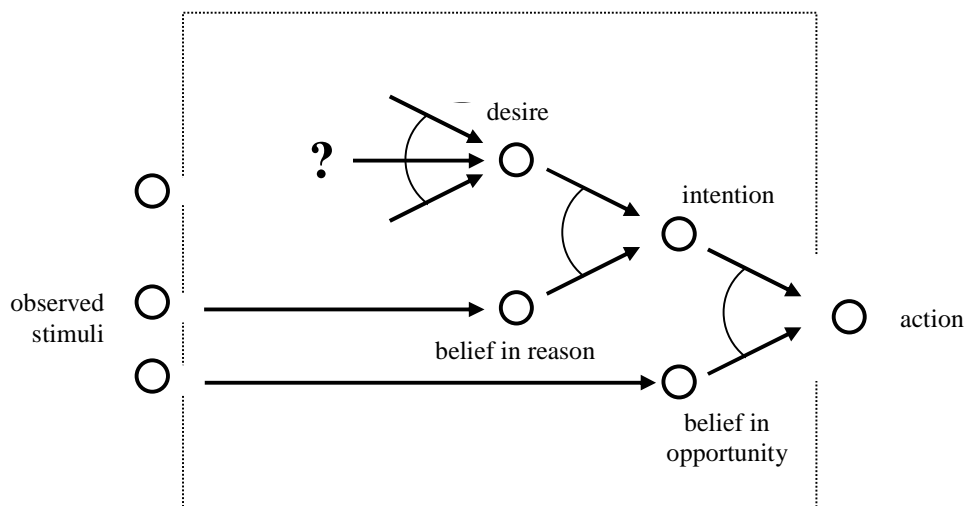 desire
?
intention
observed
stimuli
action
belief in reason
belief in
opportunity